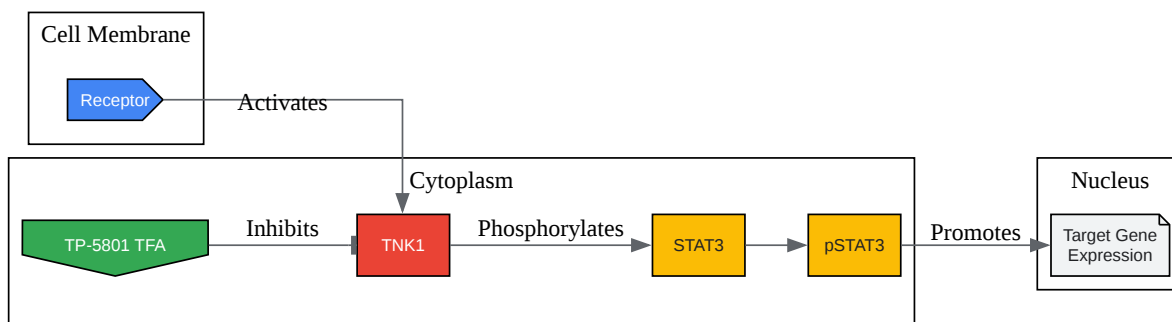 Cell Membrane
Receptor
Activates
Cytoplasm
Nucleus
TP-5801 TFA
Inhibits
TNK1
Phosphorylates
STAT3
pSTAT3
Promotes
Target Gene
Expression